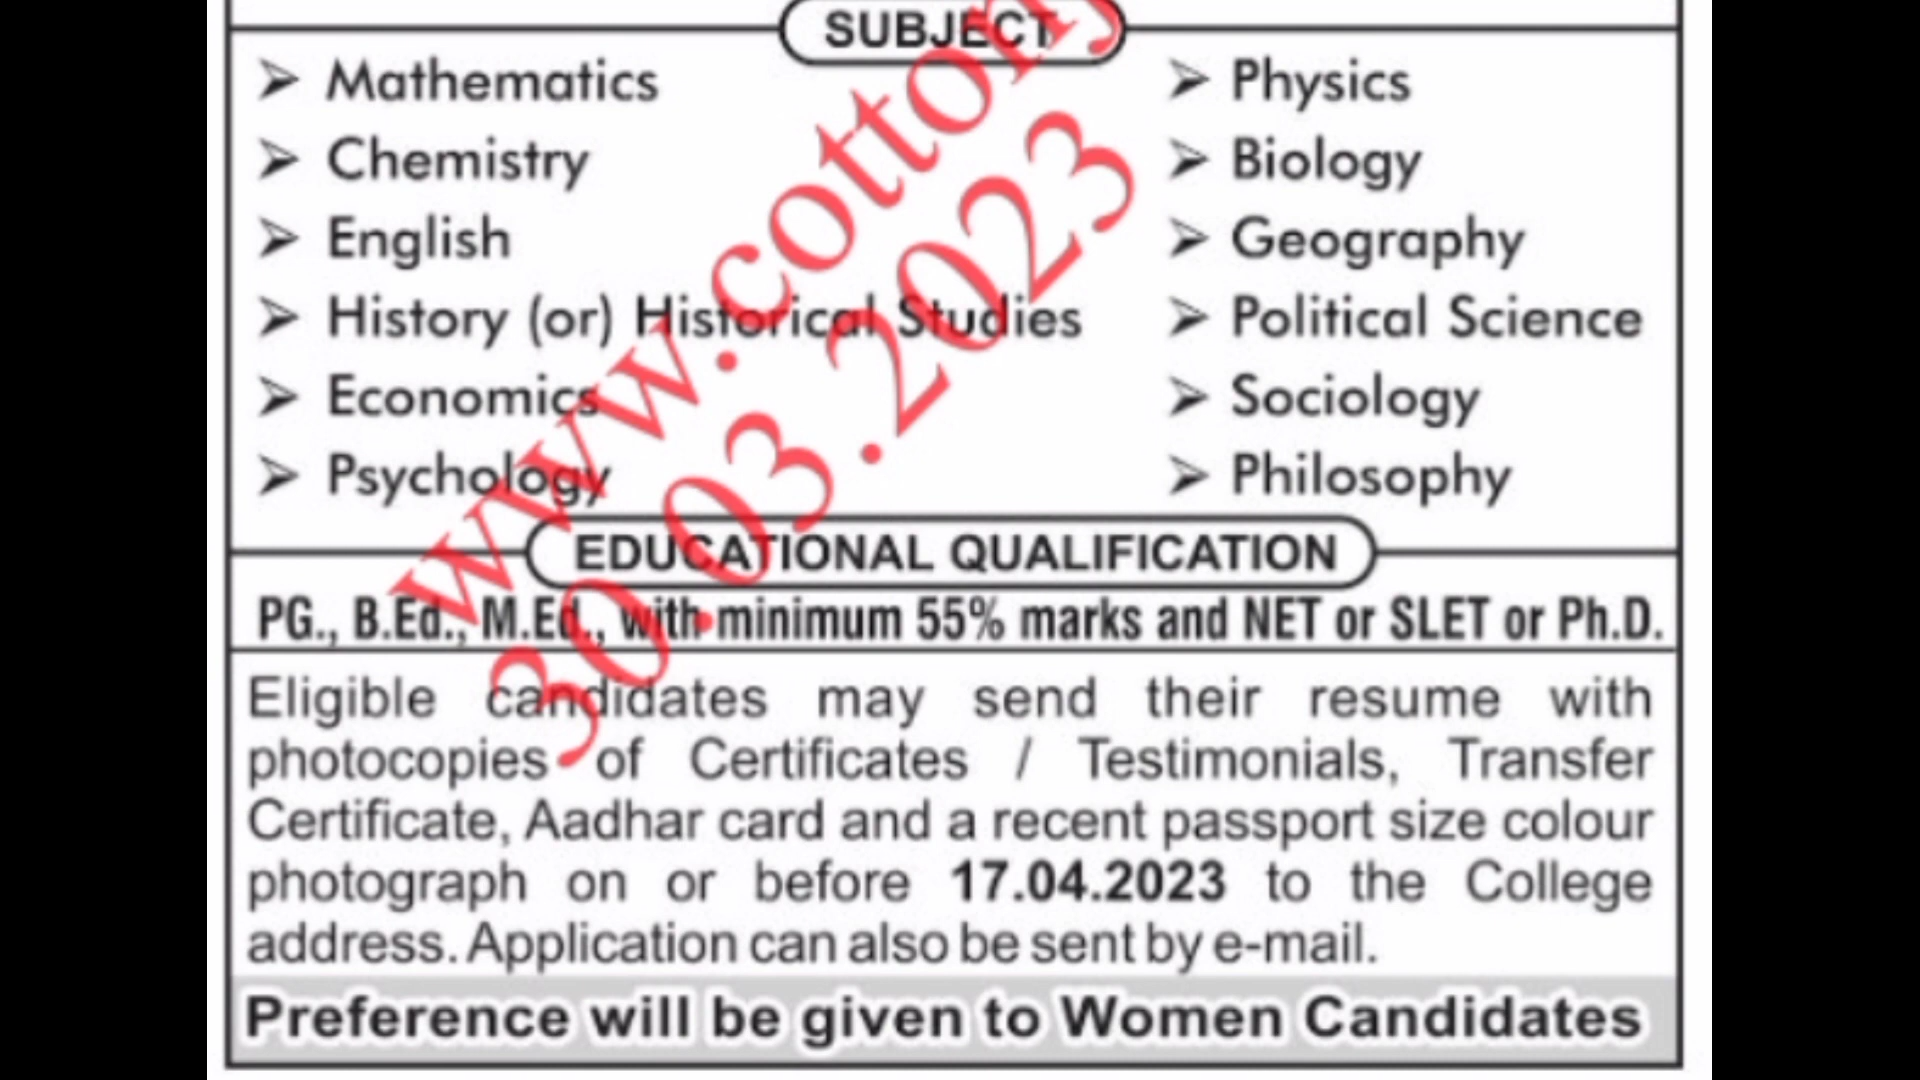 SUBJECT
➢ Mathematics
➢ Physics
➢ Chemistry
➢ Biology
➢ English
➢ Geography
➢ History (or) Historical Studies
➢ Political Science
➢ Economics
➢ Sociology
➢ Psychology
➢ Philosophy
EDUCATIONAL QUALIFICATION
PG., B.Ed., M.Ed., with minimum 55% marks and NET or SLET or Ph.D.
Eligible candidates may send their resume with
photocopies of Certificates / Testimonials, Transfer
Certificate, Aadhar card and a recent passport size colour
photograph on or before 17.04.2023 to the College
address. Application can also be sent by e-mail.
Preference will be given to Women Candidates
www.cotton
30.03.2023